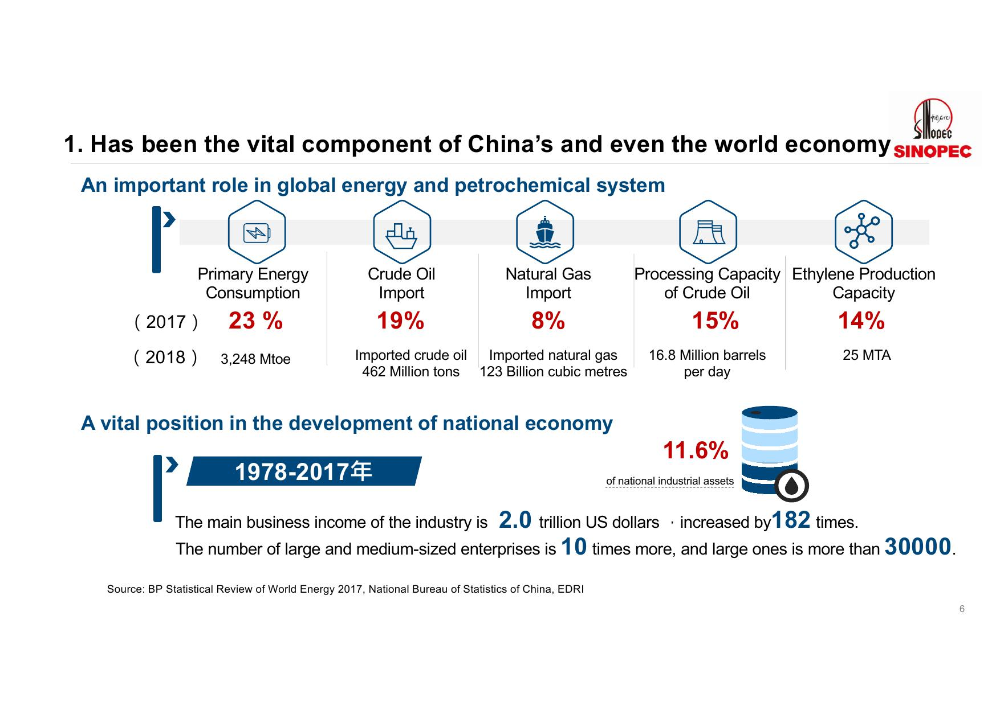 中国石化
SINOPEC
1. Has been the vital component of China’s and even the world economy
SINOPEC
An important role in global energy and petrochemical system
Primary Energy
Consumption
Crude Oil
Import
Natural Gas
Import
Processing Capacity
of Crude Oil
Ethylene Production
Capacity
（2017） 23 % 19% 8% 15% 14%
（2018） 3,248 Mtoe
Imported crude oil
462 Million tons
Imported natural gas
123 Billion cubic metres
16.8 Million barrels
per day
25 MTA
A vital position in the development of national economy
11.6%
of national industrial assets
1978-2017年
The main business income of the industry is 2.0 trillion US dollars ，increased by182 times.
The number of large and medium-sized enterprises is 10 times more, and large ones is more than 30000.
Source: BP Statistical Review of World Energy 2017, National Bureau of Statistics of China, EDRI
6